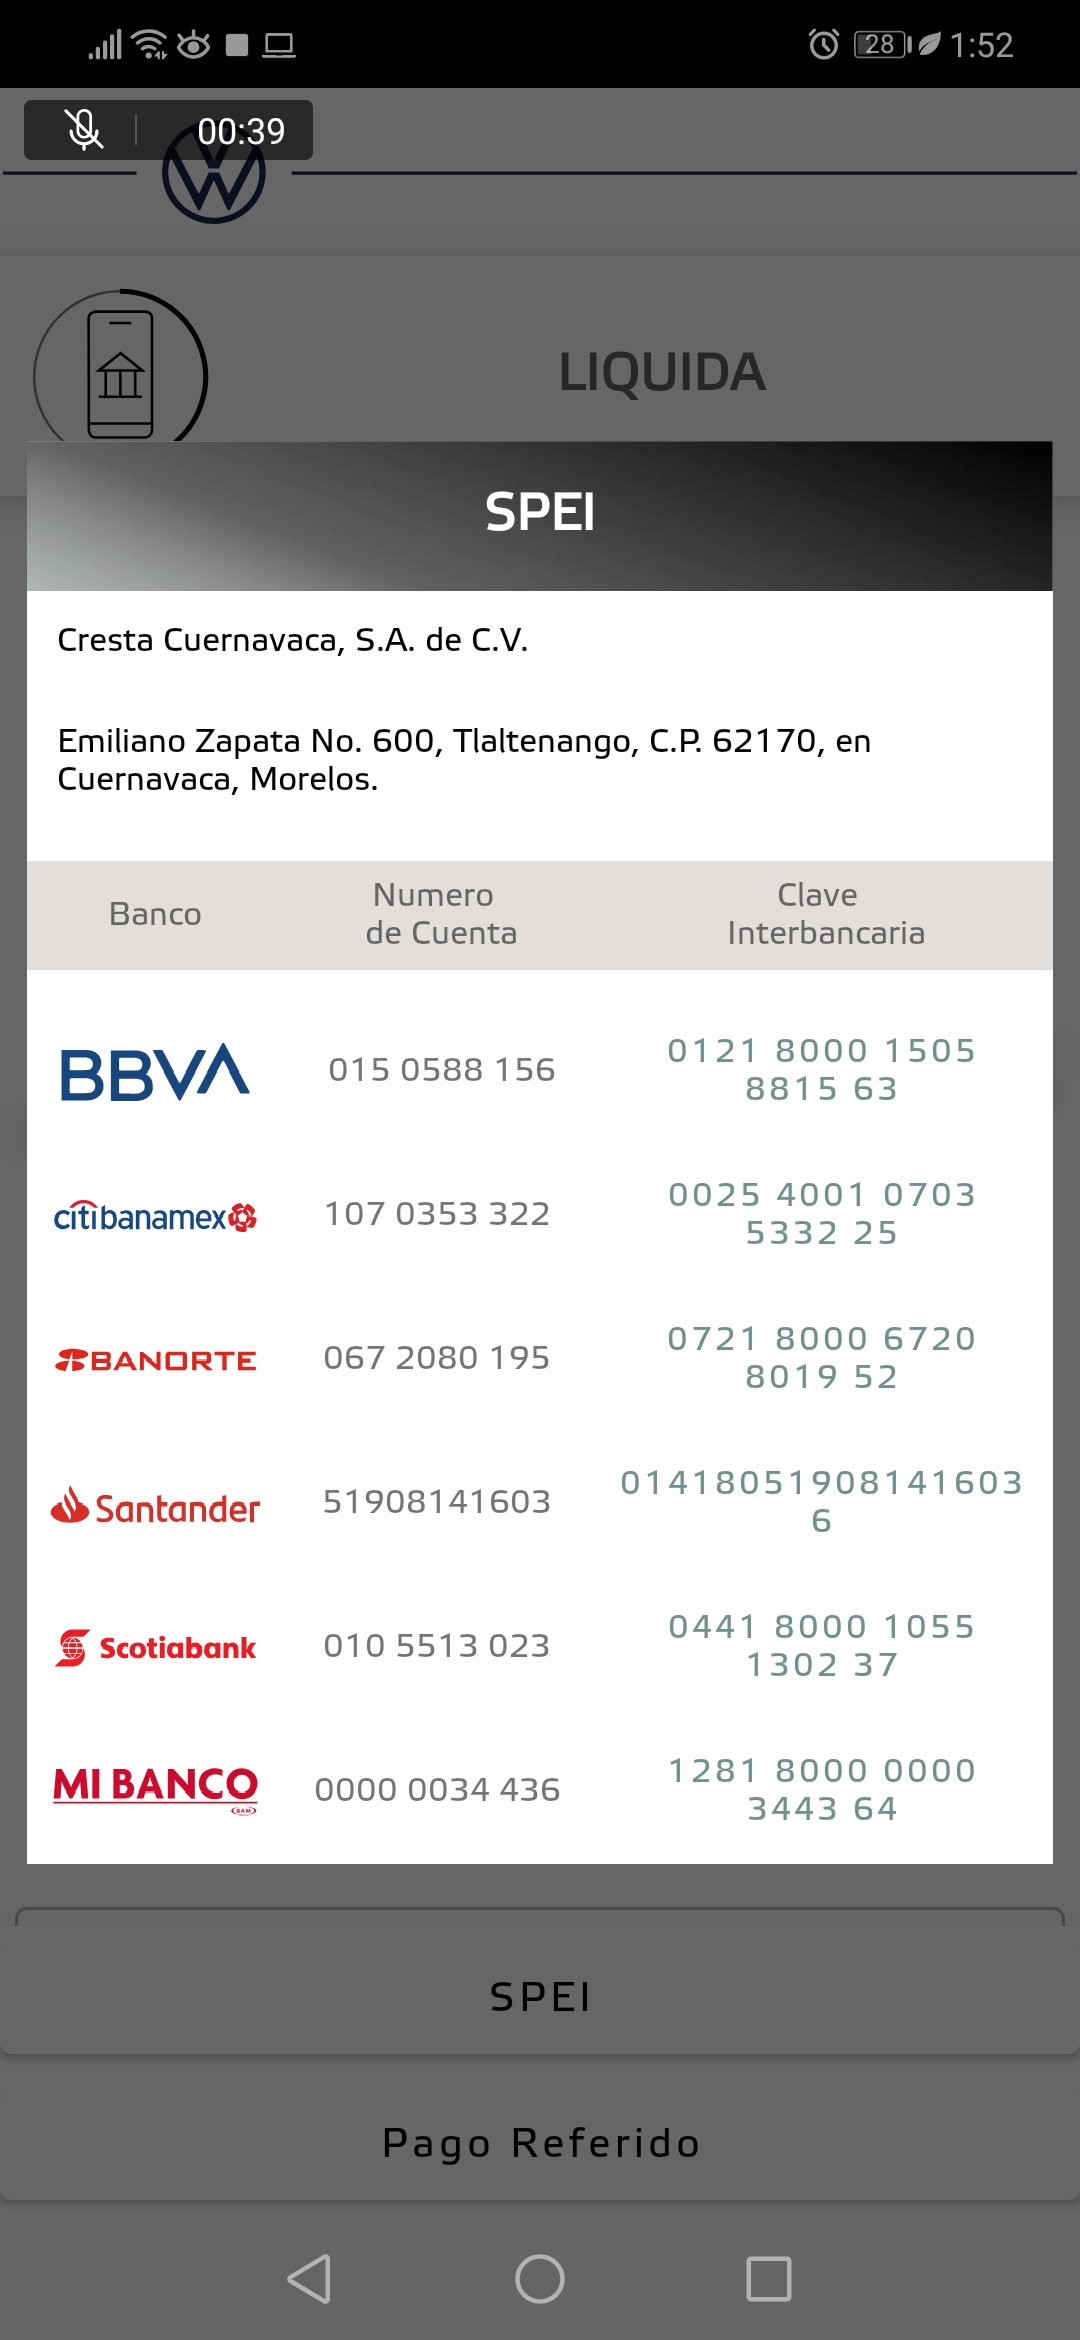 28 1:52
00:39
LIQUIDA
SPEI
Cresta Cuernavaca, S.A. de C.V.
Emiliano Zapata No. 600, Tlaltenango, C.P. 62170, en
Cuernavaca, Morelos.
Banco
Numero
de Cuenta
Clave
Interbancaria
BBVA
015 0588 156
0121 8000 1505
8815 63
citibanamex
107 0353 322
0025 4001 0703
5332 25
BANORTE
067 2080 195
0721 8000 6720
8019 52
Santander
51908141603
01418051908141603
6
Scotiabank
010 5513 023
0441 8000 1055
1302 37
MI BANCO
BAM
0000 0034 436
1281 8000 0000
3443 64
SPEI
Pago Referido